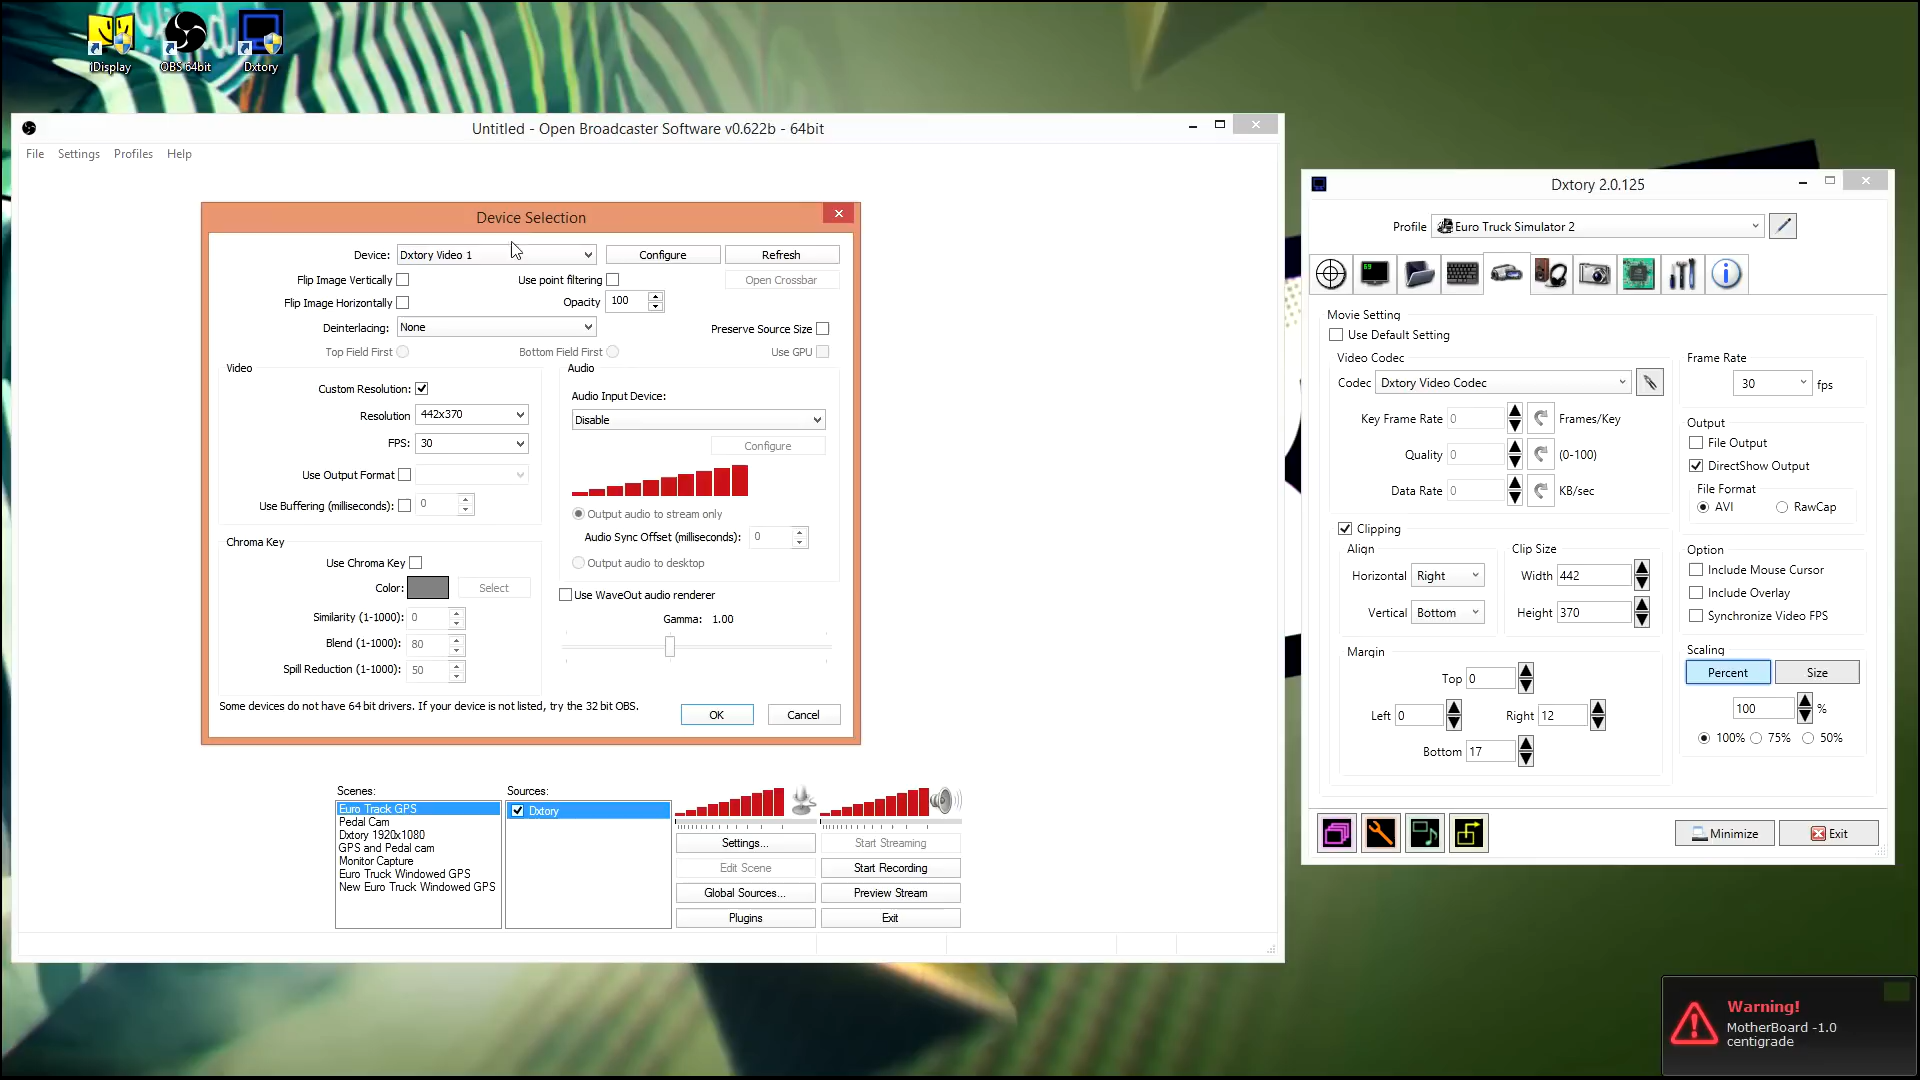 iDisplay
OBS 64bit
Dxtory
Untitled - Open Broadcaster Software v0.622b - 64bit
File
Settings
Profiles
Help
Device Selection
Device:
Dxtory Video 1
Configure
Refresh
Flip Image Vertically
Use point filtering
Open Crossbar
Flip Image Horizontally
Opacity
100
Deinterlacing:
None
Preserve Source Size
Top Field First
Bottom Field First
Use GPU
Video
Custom Resolution:
Resolution
442x370
FPS:
30
Use Output Format
Use Buffering (milliseconds):
0
Audio
Audio Input Device:
Disable
Configure
Output audio to stream only
Audio Sync Offset (milliseconds):
0
Output audio to desktop
Chroma Key
Use Chroma Key
Color:
Select
Similarity (1-1000)
0
Blend (1-1000)
80
Spill Reduction (1-1000)
50
Use WaveOut audio renderer
Gamma:
1.00
Some devices do not have 64 bit drivers. If your device is not listed, try the 32 bit OBS.
OK
Cancel
Scenes:
Euro Track GPS
Pedal Cam
Dxtory 1920x1080
GPS and Pedal cam
Monitor Capture
Euro Truck Windowed GPS
New Euro Truck Windowed GPS
Sources:
Dxtory
Settings...
Start Streaming
Edit Scene
Start Recording
Global Sources...
Preview Stream
Plugins
Exit
Dxtory 2.0.125
Profile
Euro Truck Simulator 2
69
Movie Setting
Use Default Setting
Video Codec
Codec
Dxtory Video Codec
Key Frame Rate
0
Frames/Key
Quality
0
(0-100)
Data Rate
0
KB/sec
Frame Rate
30
fps
Output
File Output
DirectShow Output
File Format
AVI
RawCap
Clipping
Align
Horizontal
Right
Vertical
Bottom
Clip Size
Width
442
Height
370
Option
Include Mouse Cursor
Include Overlay
Synchronize Video FPS
Margin
Top
0
Left
0
Right
12
Bottom
17
Scaling
Percent
Size
100
%
100%
75%
50%
Minimize
Exit
Warning!
MotherBoard -1.0
centigrade